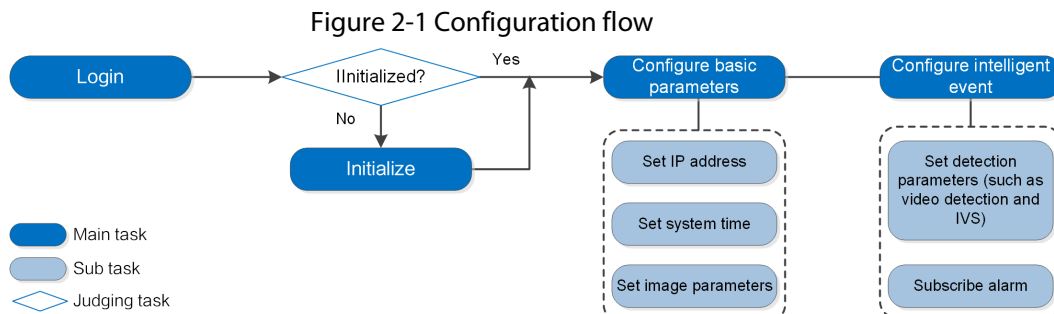 Figure 2-1 Configuration flow
Login
IInitialized?
Yes
No
Initialize
Configure basic
parameters
Set IP address
Set system time
Set image parameters
Configure intelligent
event
Set detection
parameters (such as
video detection and
IVS)
Subscribe alarm
Main task
Sub task
Judging task